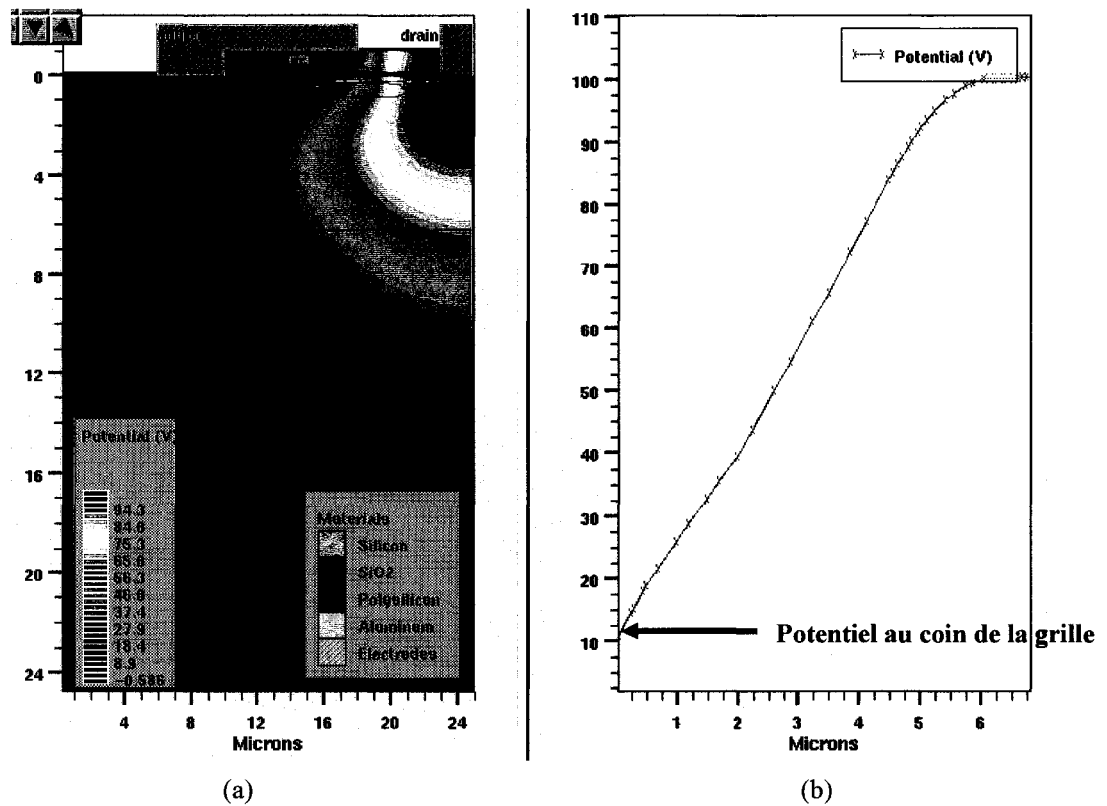 drain
0
4
8
12
16
20
24
Potential (V
94.3
84.8
75.3
65.8
56.3
46.8
37.4
27.9
18.4
8.9
-0.585
Materials
Silicon
SiO2
Polysilicon
Aluminum
Electrodes
4 8 12 16 20 24
Microns
(a)
110
100
90
80
70
60
50
40
30
20
10
Potential (V)
Potentiel au coin de la grille
1 2 3 4 5 6
Microns
(b)